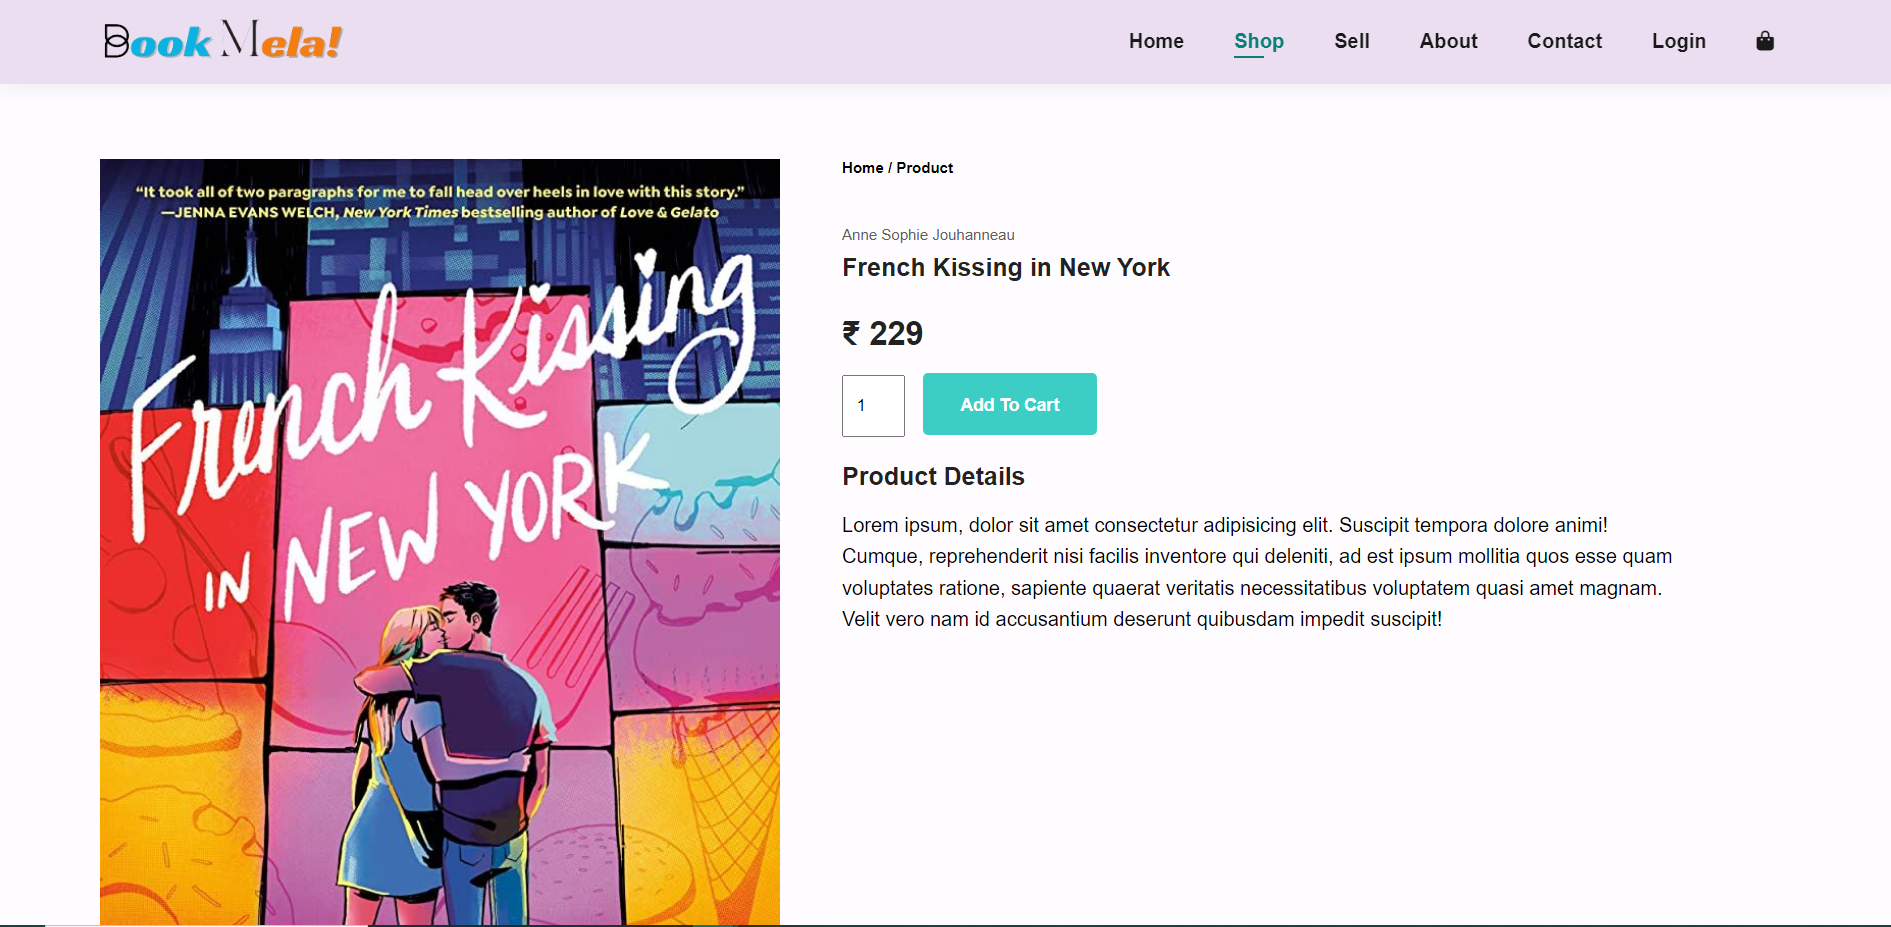 Book Mela!
Home Shop Sell About Contact Login
“It took all of two paragraphs for me to fall head over heels in love with this story.”
—JENNA EVANS WELCH, New York Times bestselling author of Love & Gelato
French Kissing
IN NEW YORK
Home / Product
Anne Sophie Jouhanneau
French Kissing in New York
₹ 229
1 Add To Cart
Product Details
Lorem ipsum, dolor sit amet consectetur adipisicing elit. Suscipit tempora dolore animi!
Cumque, reprehenderit nisi facilis inventore qui deleniti, ad est ipsum mollitia quos esse quam
voluptates ratione, sapiente quaerat veritatis necessitatibus voluptatem quasi amet magnam.
Velit vero nam id accusantium deserunt quibusdam impedit suscipit!